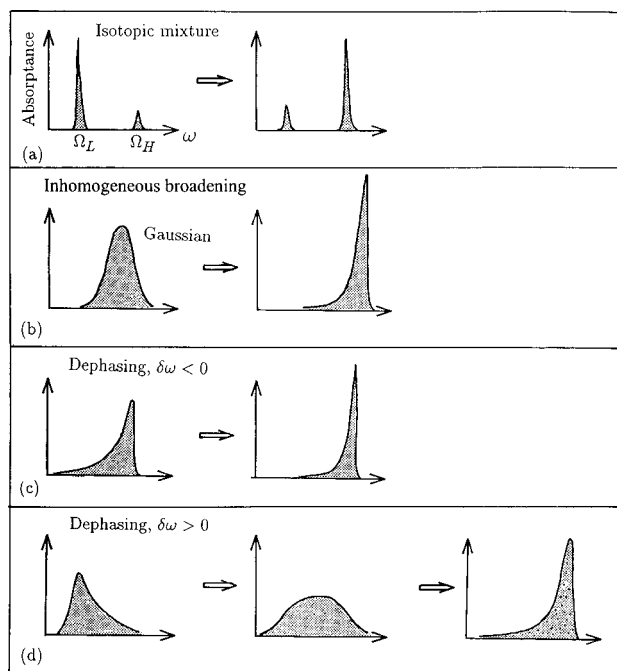 Isotopic mixture
Absorptance
Ω_L
Ω_H
ω
(a)
Inhomogeneous broadening
Gaussian
(b)
Dephasing, δω < 0
(c)
Dephasing, δω > 0
(d)